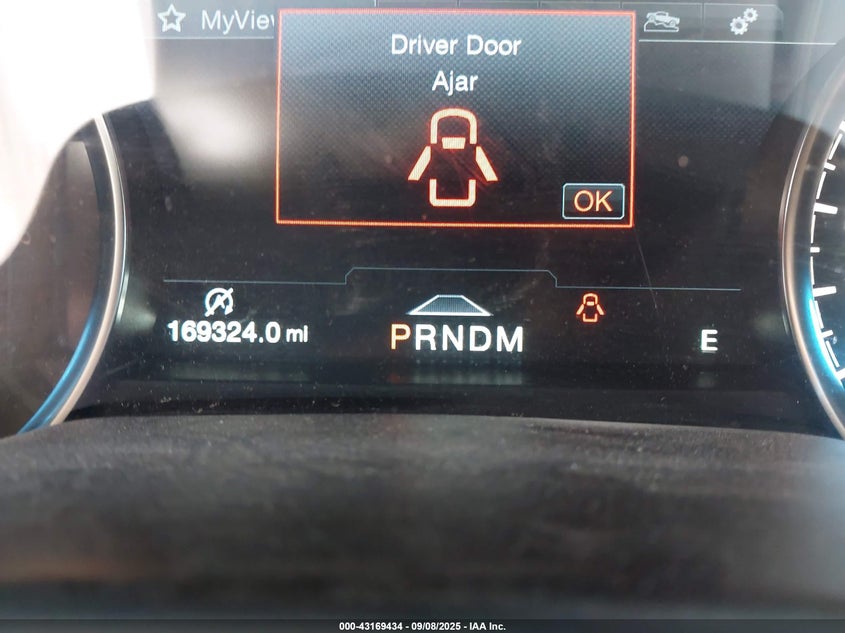 MyView
Driver Door
Ajar
OK
169324.0 mi
PRNDM
E
000-43169434 - 09/08/2025 - IAA Inc.